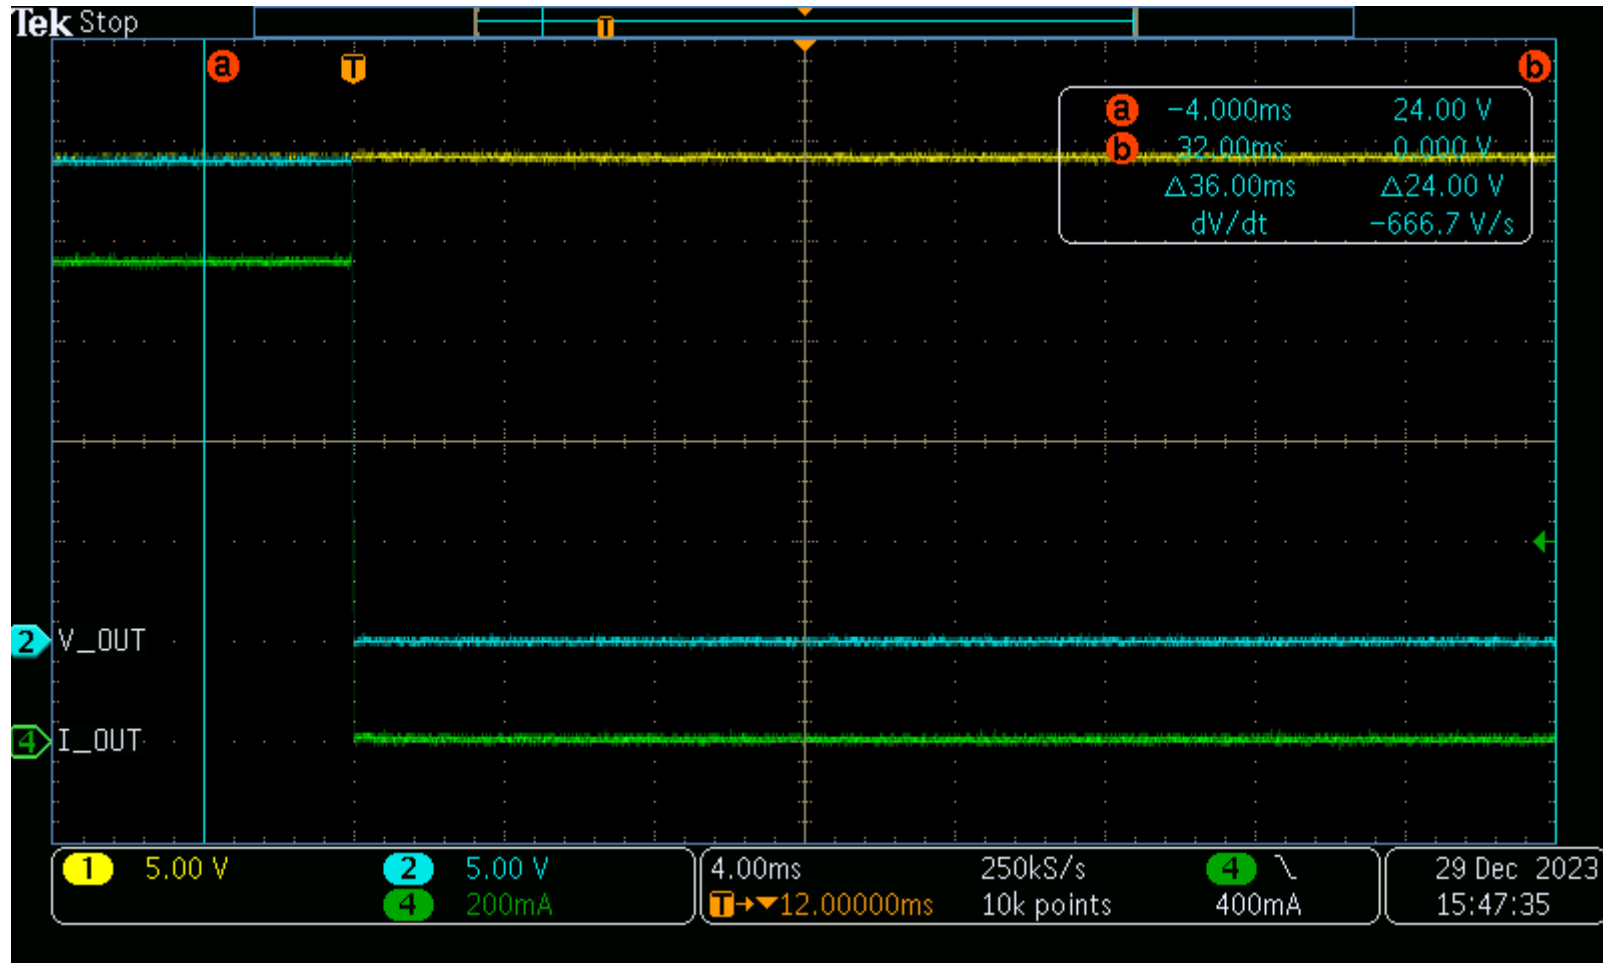 Tek Stop
T
a T b
a −4.000ms 24.00 V
b 32.00ms 0.000 V
△36.00ms △24.00 V
dV/dt −666.7 V/s
2 V_OUT
4 I_OUT
1 5.00 V 2 5.00 V 4.00ms 250kS/s 4 29 Dec 2023
4 200mA T→▼12.00000ms 10k points 400mA 15:47:35